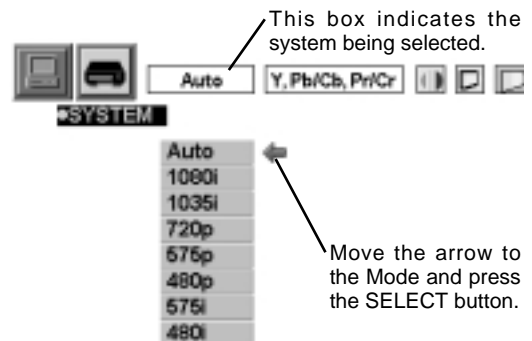 This box indicates the
system being selected.
Auto
Y, Pb/Cb, Pr/Cr
SYSTEM
Auto
1080i
1035i
720p
575p
480p
575i
480i
Move the arrow to
the Mode and press
the SELECT button.